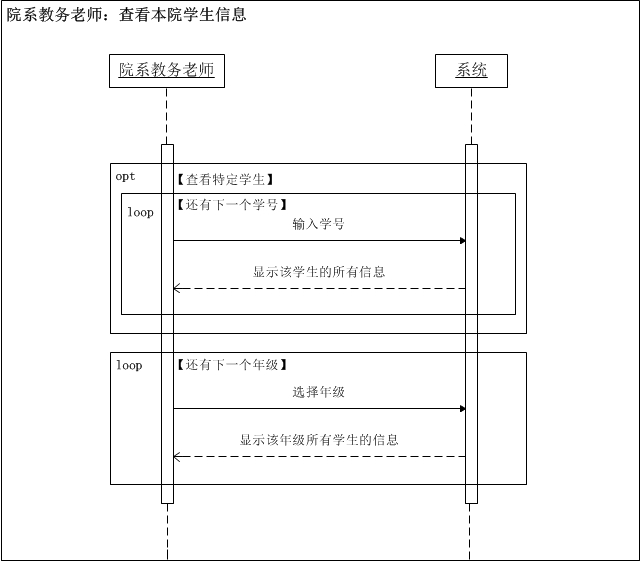 院系教务老师：查看本院学生信息
院系教务老师
系统
opt
【查看特定学生】
loop
【还有下一个学号】
输入学号
显示该学生的所有信息
loop
【还有下一个年级】
选择年级
显示该年级所有学生的信息